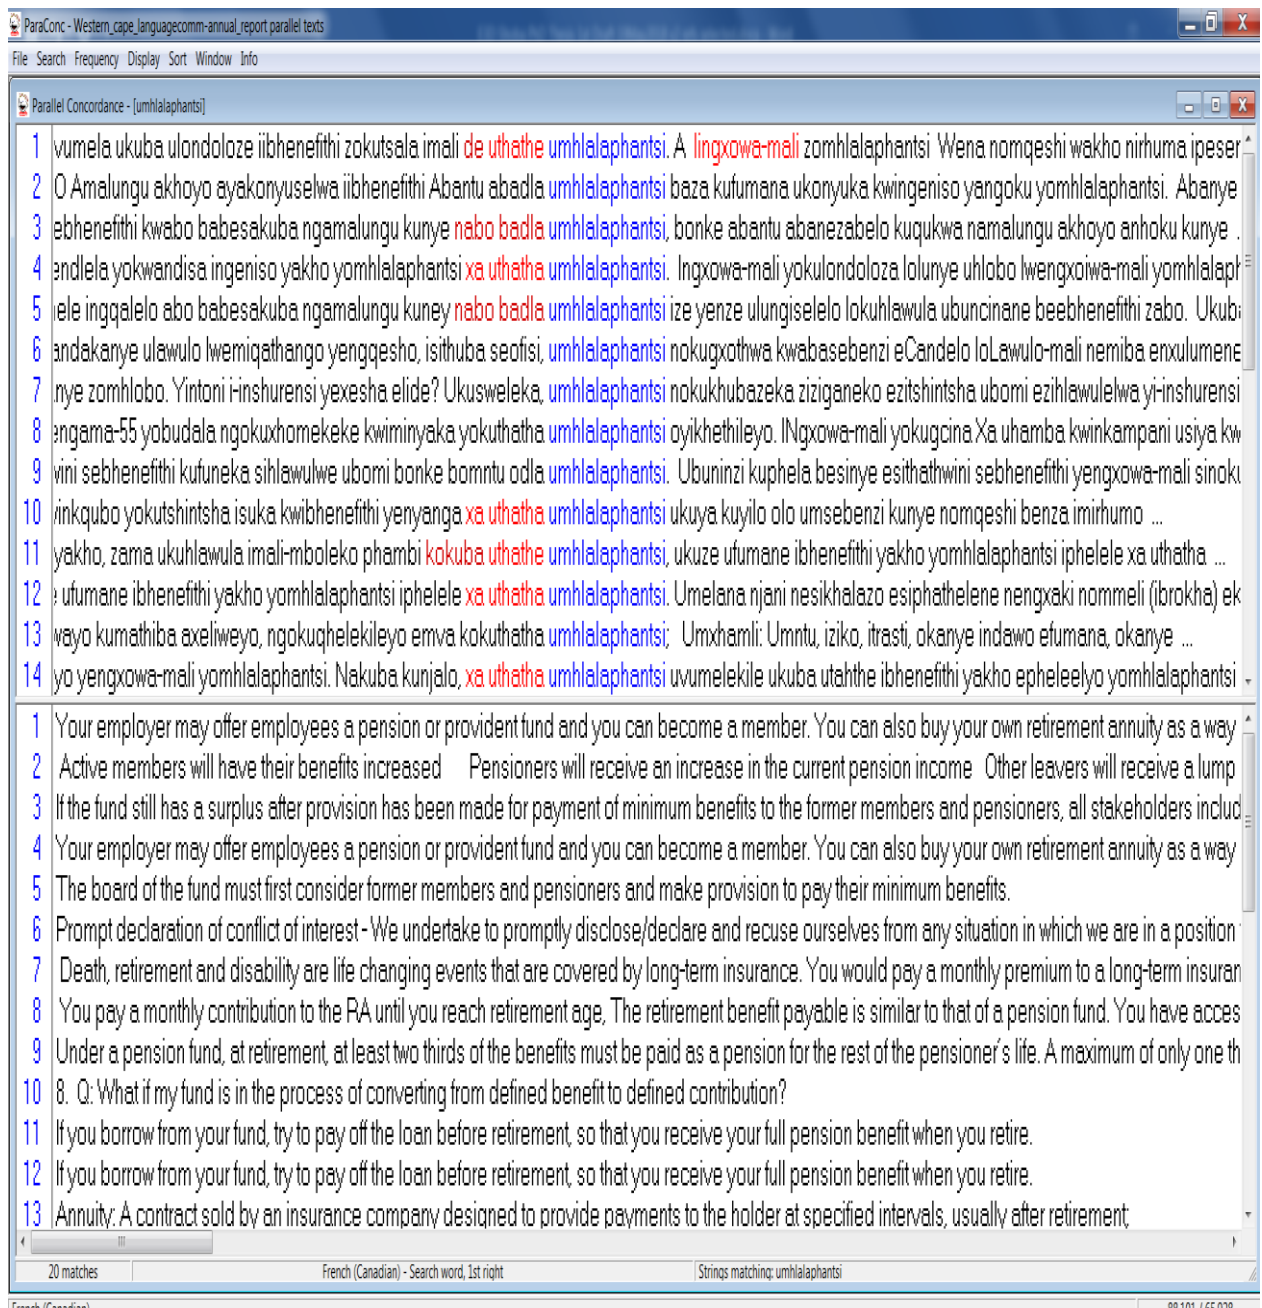 ParaConc - Western_cape_languagecomm-annual_report parallel texts
File Search Frequency Display Sort Window Info
Parallel Concordance - [umhlalaphantsi]
1 vumela ukuba ulondoloze iibhenefithi zokutsala imali de uthathe umhlalaphantsi. A lingxowa-mali zomhlalaphantsi Wena nomqeshi wakho nirhuma ipeser
2 O Amalungu akhoyo ayakonyuselwa iibhenefithi Abantu abadla umhlalaphantsi baza kufumana ukonyuka kwingeniso yangoku yomhlalaphantsi. Abanye
3 ebhenefithi kwabo babesakuba ngamalungu kunye nabo badla umhlalaphantsi, bonke abantu abanezabelo kuqukwa namalungu akhoyo anhoku kunye .
4 endlela yokwandisa ingeniso yakho yomhlalaphantsi xa uthatha umhlalaphantsi. Ingxowa-mali yokulondoloza lolunye uhlobo lwengxoiwa-mali yomhlalaph
5 ele ingqalelo abo babesakuba ngamalungu kuney nabo badla umhlalaphantsi ize yenze ulungiselelo lokuhlawula ubuncinane beebhenefithi zabo. Ukub
6 andakanye ulawulo lwemiqathango yengqesho, isithuba seofisi, umhlalaphantsi nokugxothwa kwabasebenzi eCandelo loLawulo-mali nemiba enxulumene
7 nye zomhlobo. Yintoni i-inshurensi yexesha elide? Ukusweleka, umhlalaphantsi nokukhubazeka ziziganeko ezitshintsha ubomi ezihlawulelwa yi-inshurensi
8 engama-55 yobudala ngokuxhomekeke kwiminyaka yokuthatha umhlalaphantsi oyikhethileyo. INgxowa-mali yokugcina Xa uhamba kwinkampani usiya kw
9 wini sebhenefithi kufuneka sihlawulwe ubomi bonke bomntu odla umhlalaphantsi. Ubuninzi kuphela besinye esithathwini sebhenefithi yengxowa-mali sinoku
10 vinkqubo yokutshintsha isuka kwibhenefithi yenyanga xa uthatha umhlalaphantsi ukuya kuyilo olo umsebenzi kunye nomqeshi benza imirhumo ...
11 yakho, zama ukuhlawula imali-mboleko phambi kokuba uthathe umhlalaphantsi, ukuze ufumane ibhenefithi yakho yomhlalaphantsi iphelele xa uthatha ...
12 ufumane ibhenefithi yakho yomhlalaphantsi iphelele xa uthatha umhlalaphantsi. Umelana njani nesikhalazo esiphathelene nengxaki nommeli (ibrokha) ek
13 wayo kumathiba axeliweyo, ngokuqhelekileyo emva kokuthatha umhlalaphantsi; Umxhamli: Umntu, iziko, itrasti, okanye indawo efumana, okanye ...
14 yo yengxowa-mali yomhlalaphantsi. Nakuba kunjalo, xa uthatha umhlalaphantsi uvumelekile ukuba utahthe ibhenefithi yakho epheleelyo yomhlalaphantsi
1 Your employer may offer employees a pension or provident fund and you can become a member. You can also buy your own retirement annuity as a way
2 Active members will have their benefits increased Pensioners will receive an increase in the current pension income Other leavers will receive a lump
3 If the fund still has a surplus after provision has been made for payment of minimum benefits to the former members and pensioners, all stakeholders includ
4 Your employer may offer employees a pension or provident fund and you can become a member. You can also buy your own retirement annuity as a way
5 The board of the fund must first consider former members and pensioners and make provision to pay their minimum benefits.
6 Prompt declaration of conflict of interest - We undertake to promptly disclose/declare and recuse ourselves from any situation in which we are in a position
7 Death, retirement and disability are life changing events that are covered by long-term insurance. You would pay a monthly premium to a long-term insuran
8 You pay a monthly contribution to the RA until you reach retirement age, The retirement benefit payable is similar to that of a pension fund. You have acces
9 Under a pension fund, at retirement, at least two thirds of the benefits must be paid as a pension for the rest of the pensioner's life. A maximum of only one th
10 8. Q: What if my fund is in the process of converting from defined benefit to defined contribution?
11 If you borrow from your fund, try to pay off the loan before retirement, so that you receive your full pension benefit when you retire.
12 If you borrow from your fund, try to pay off the loan before retirement, so that you receive your full pension benefit when you retire.
13 Annuity: A contract sold by an insurance company designed to provide payments to the holder at specified intervals, usually after retirement;
20 matches French (Canadian) - Search word, 1st right Strings matching: umhlalaphantsi
French (Canadian) 88,101 / 65,028